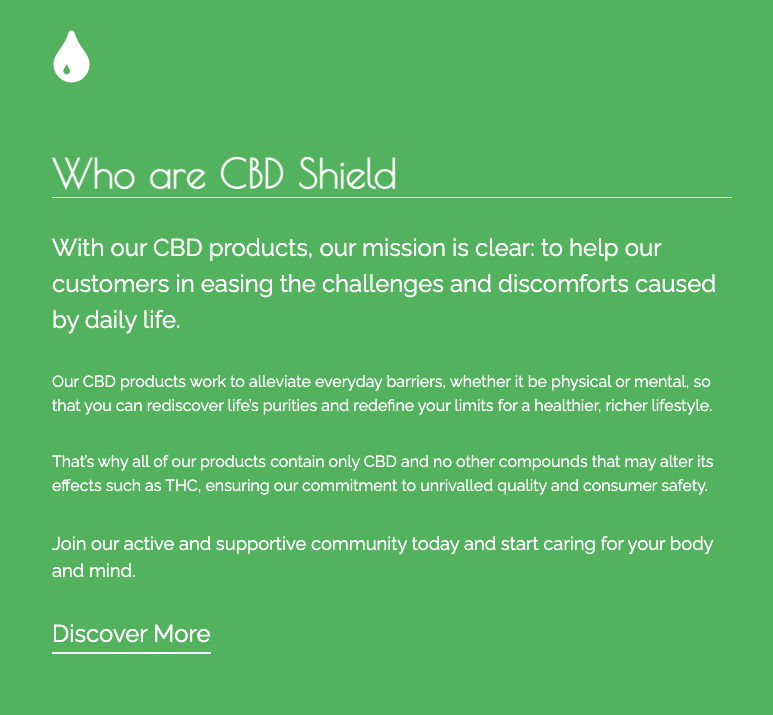 Who are CBD Shield
With our CBD products, our mission is clear: to help our
customers in easing the challenges and discomforts caused
by daily life.
Our CBD products work to alleviate everyday barriers, whether it be physical or mental, so
that you can rediscover life's purities and redefine your limits for a healthier, richer lifestyle.
That's why all of our products contain only CBD and no other compounds that may alter its
effects such as THC, ensuring our commitment to unrivalled quality and consumer safety.
Join our active and supportive community today and start caring for your body
and mind.
Discover More